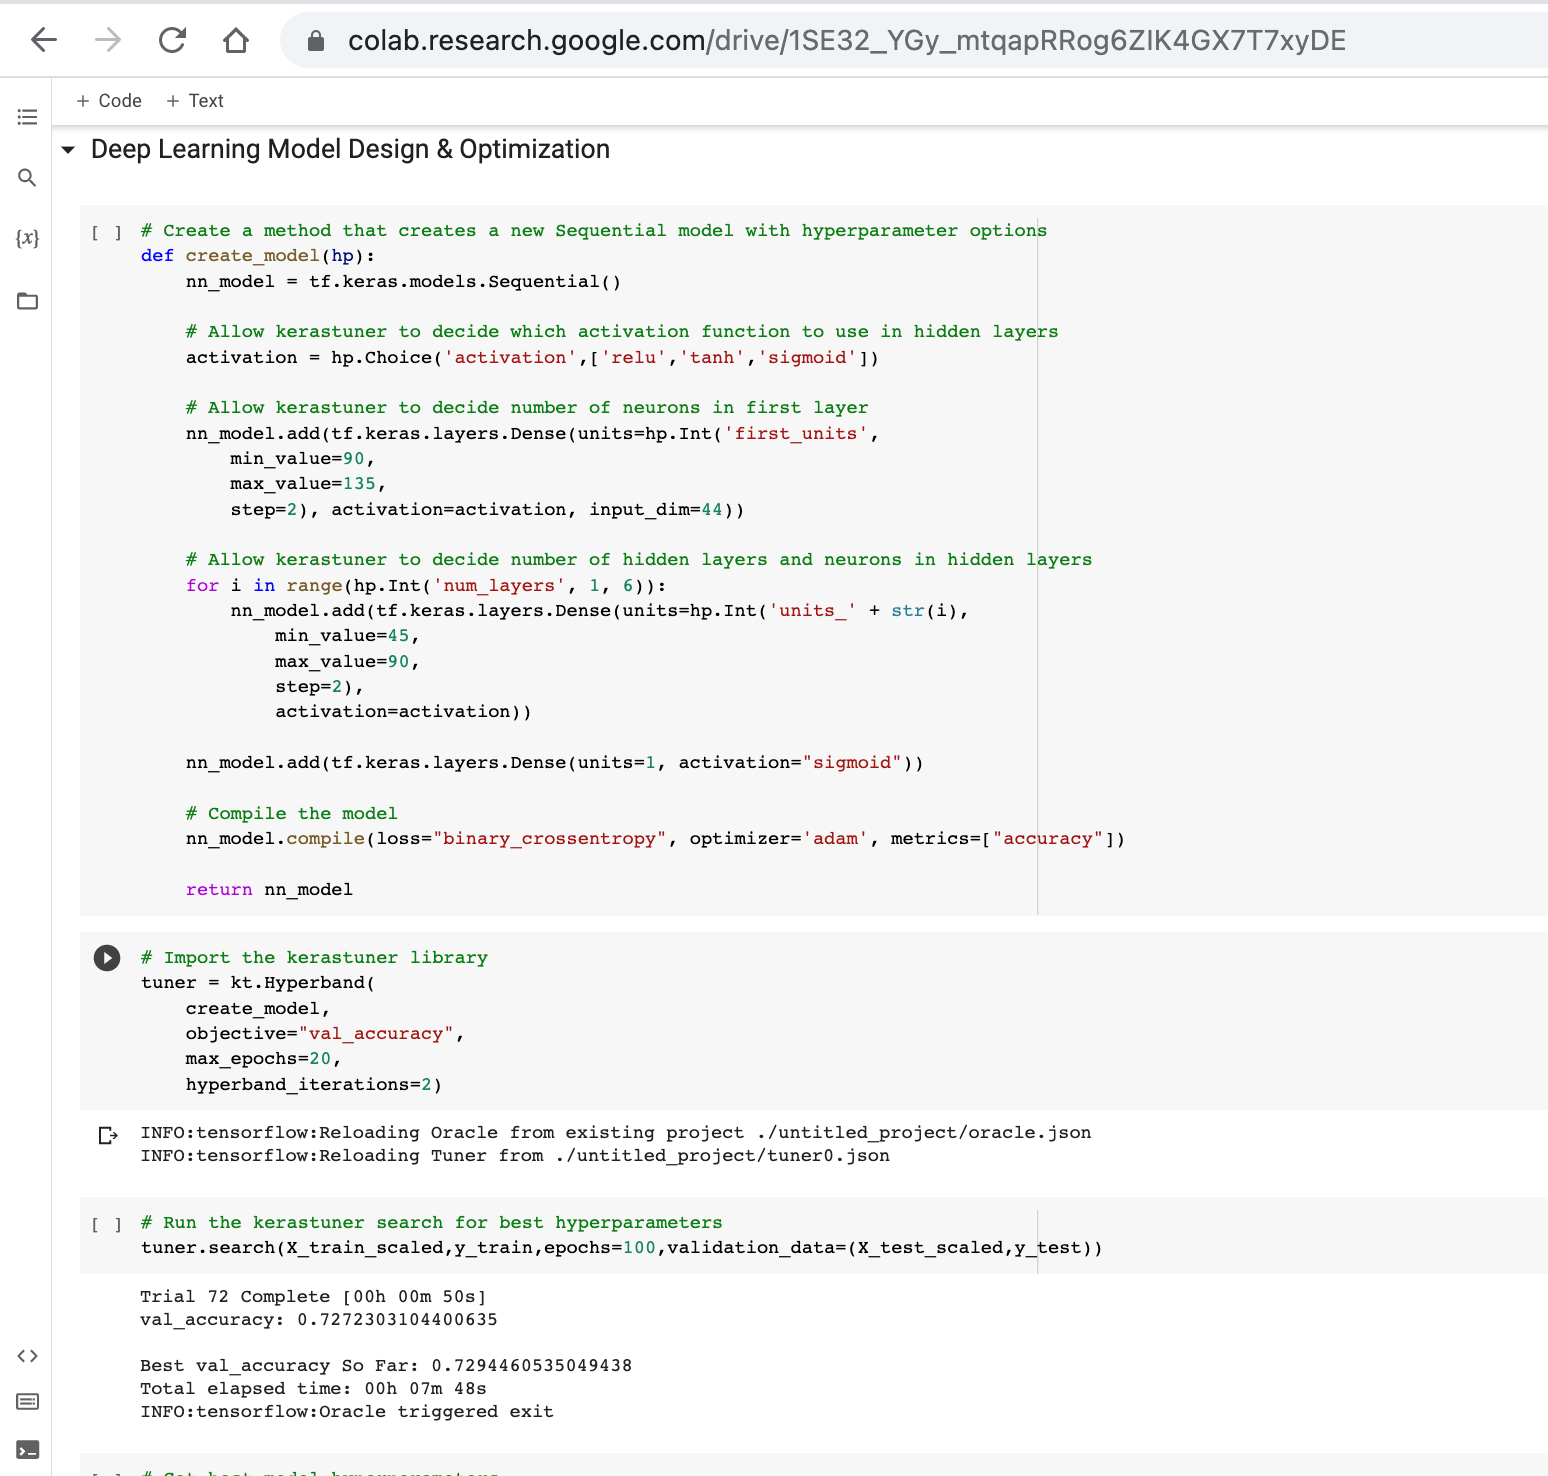 colab.research.google.com/drive/1SE32_YGy_mtqapRRog6ZIK4GX7T7xyDE
+ Code + Text
Deep Learning Model Design & Optimization
[ ] # Create a method that creates a new Sequential model with hyperparameter options
def create_model(hp):
    nn_model = tf.keras.models.Sequential()
    # Allow kerastuner to decide which activation function to use in hidden layers
    activation = hp.Choice('activation',['relu','tanh','sigmoid'])
    # Allow kerastuner to decide number of neurons in first layer
    nn_model.add(tf.keras.layers.Dense(units=hp.Int('first_units',
        min_value=90,
        max_value=135,
        step=2), activation=activation, input_dim=44))
    # Allow kerastuner to decide number of hidden layers and neurons in hidden layers
    for i in range(hp.Int('num_layers', 1, 6)):
        nn_model.add(tf.keras.layers.Dense(units=hp.Int('units_' + str(i),
            min_value=45,
            max_value=90,
            step=2),
            activation=activation))
    nn_model.add(tf.keras.layers.Dense(units=1, activation="sigmoid"))
    # Compile the model
    nn_model.compile(loss="binary_crossentropy", optimizer='adam', metrics=["accuracy"])
    return nn_model
# Import the kerastuner library
tuner = kt.Hyperband(
    create_model,
    objective="val_accuracy",
    max_epochs=20,
    hyperband_iterations=2)
INFO:tensorflow:Reloading Oracle from existing project ./untitled_project/oracle.json
INFO:tensorflow:Reloading Tuner from ./untitled_project/tuner0.json
[ ] # Run the kerastuner search for best hyperparameters
tuner.search(X_train_scaled,y_train,epochs=100,validation_data=(X_test_scaled,y_test))
Trial 72 Complete [00h 00m 50s]
val_accuracy: 0.7272303104400635
Best val_accuracy So Far: 0.7294460535049438
Total elapsed time: 00h 07m 48s
INFO:tensorflow:Oracle triggered exit